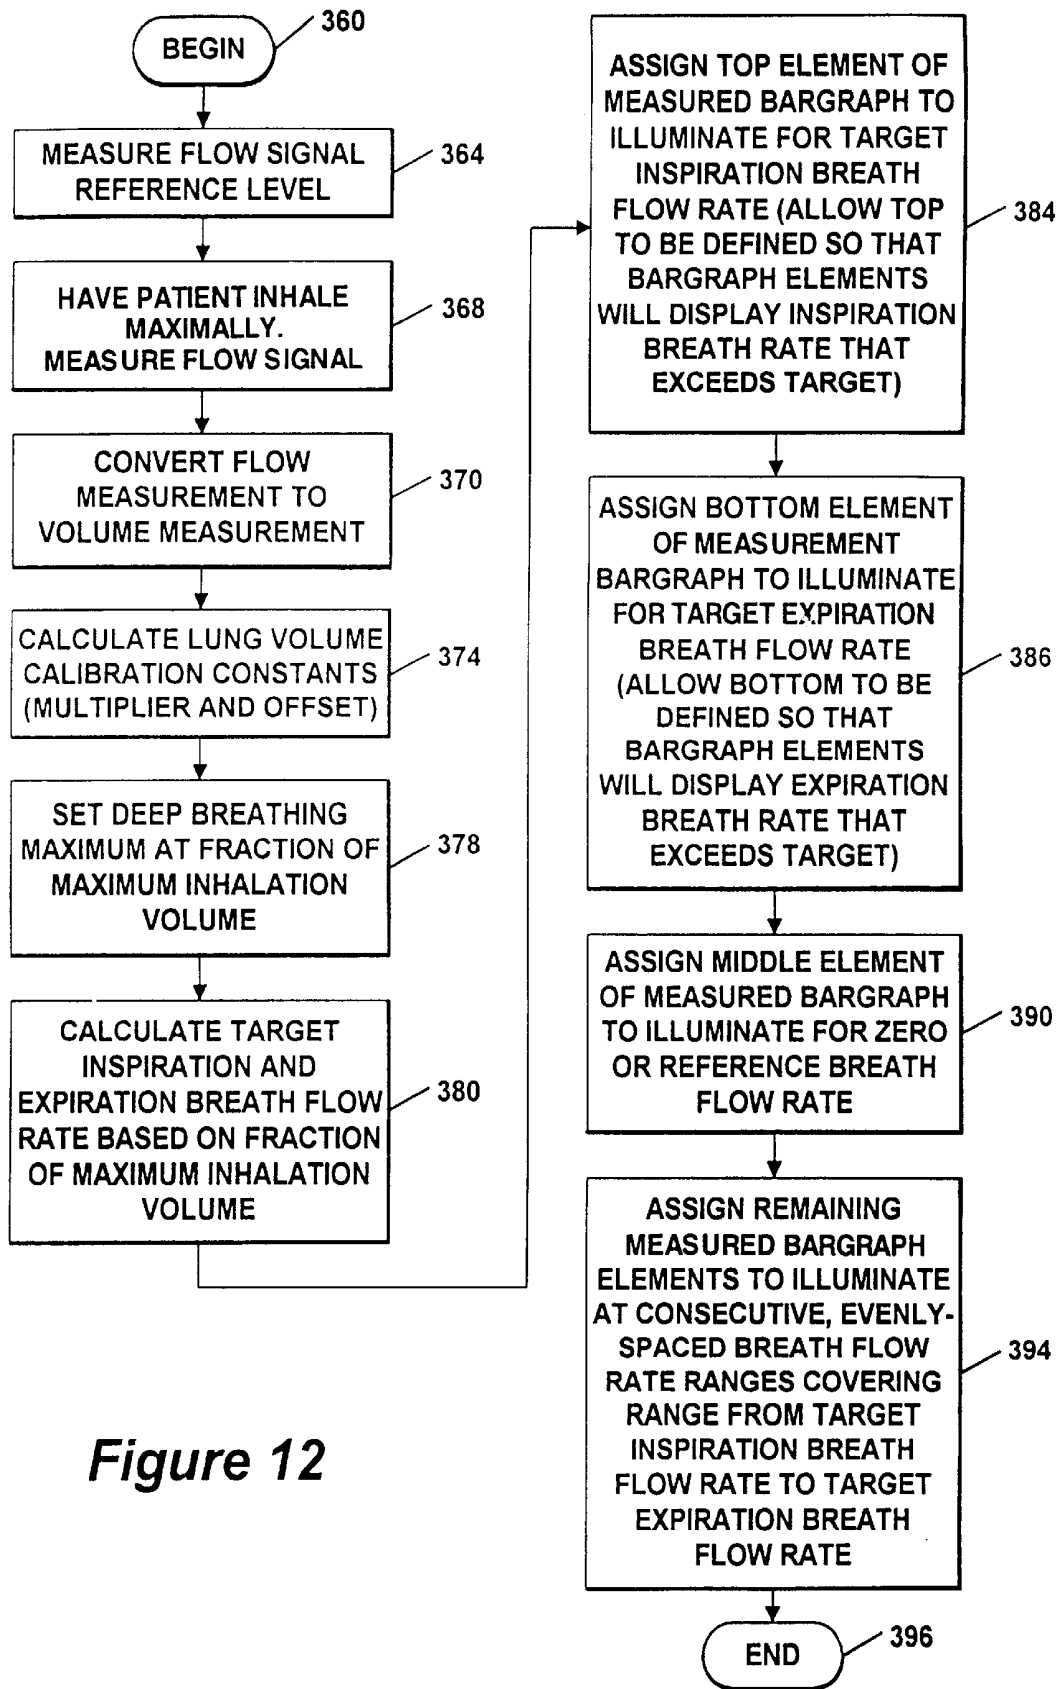 BEGIN
360
MEASURE FLOW SIGNAL
REFERENCE LEVEL
364
HAVE PATIENT INHALE
MAXIMALLY.
MEASURE FLOW SIGNAL
368
CONVERT FLOW
MEASUREMENT TO
VOLUME MEASUREMENT
370
CALCULATE LUNG VOLUME
CALIBRATION CONSTANTS
(MULTIPLIER AND OFFSET)
374
SET DEEP BREATHING
MAXIMUM AT FRACTION OF
MAXIMUM INHALATION
VOLUME
378
CALCULATE TARGET
INSPIRATION AND
EXPIRATION BREATH FLOW
RATE BASED ON FRACTION
OF MAXIMUM INHALATION
VOLUME
380
ASSIGN TOP ELEMENT OF
MEASURED BARGRAPH TO
ILLUMINATE FOR TARGET
INSPIRATION BREATH
FLOW RATE (ALLOW TOP
TO BE DEFINED SO THAT
BARGRAPH ELEMENTS
WILL DISPLAY INSPIRATION
BREATH RATE THAT
EXCEEDS TARGET)
384
ASSIGN BOTTOM ELEMENT
OF MEASUREMENT
BARGRAPH TO ILLUMINATE
FOR TARGET EXPIRATION
BREATH FLOW RATE
(ALLOW BOTTOM TO BE
DEFINED SO THAT
BARGRAPH ELEMENTS
WILL DISPLAY EXPIRATION
BREATH RATE THAT
EXCEEDS TARGET)
386
ASSIGN MIDDLE ELEMENT
OF MEASURED BARGRAPH
TO ILLUMINATE FOR ZERO
OR REFERENCE BREATH
FLOW RATE
390
ASSIGN REMAINING
MEASURED BARGRAPH
ELEMENTS TO ILLUMINATE
AT CONSECUTIVE, EVENLY-
SPACED BREATH FLOW
RATE RANGES COVERING
RANGE FROM TARGET
INSPIRATION BREATH
FLOW RATE TO TARGET
EXPIRATION BREATH
FLOW RATE
394
END
396
Figure 12